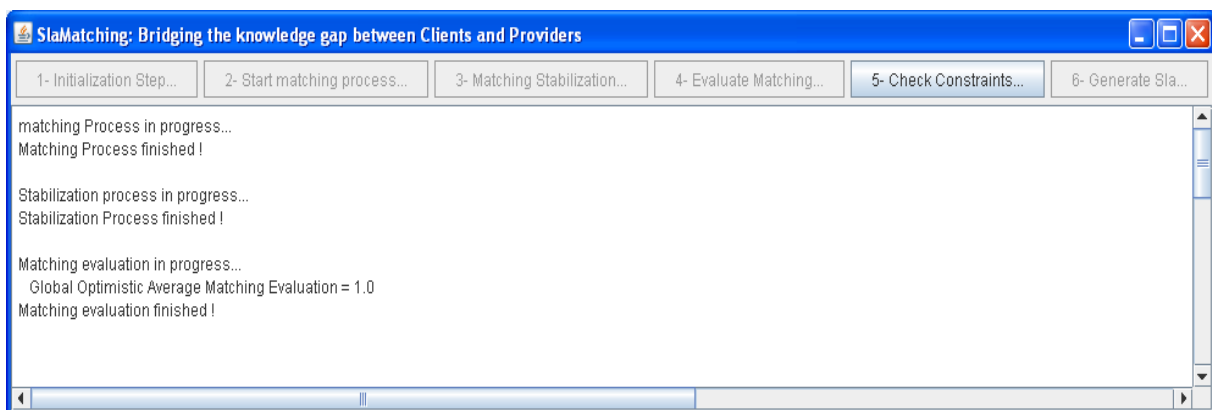 SlaMatching: Bridging the knowledge gap between Clients and Providers
1- Initialization Step... 2- Start matching process... 3- Matching Stabilization... 4- Evaluate Matching... 5- Check Constraints... 6- Generate Sla...
matching Process in progress...
Matching Process finished !
Stabilization process in progress...
Stabilization Process finished !
Matching evaluation in progress...
Global Optimistic Average Matching Evaluation = 1.0
Matching evaluation finished !